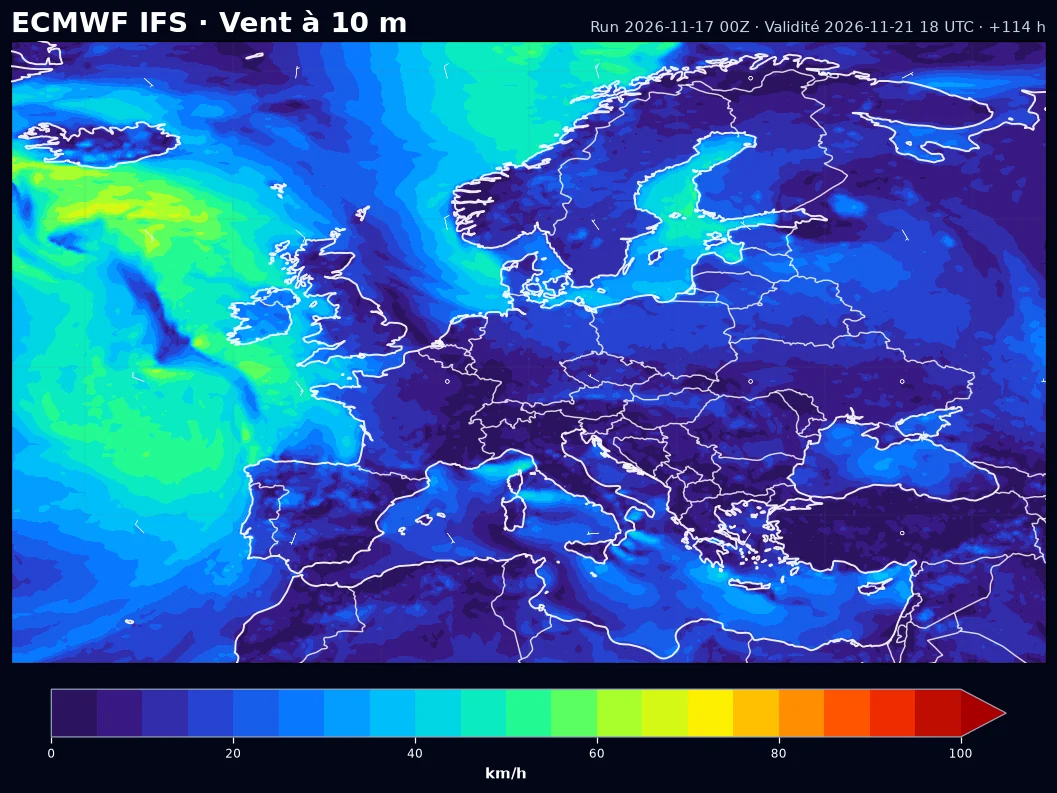 ECMWF IFS · Vent à 10 m
Run 2026-11-17 00Z · Validité 2026-11-21 18 UTC · +114 h
0 20 40 60 80 100
km/h